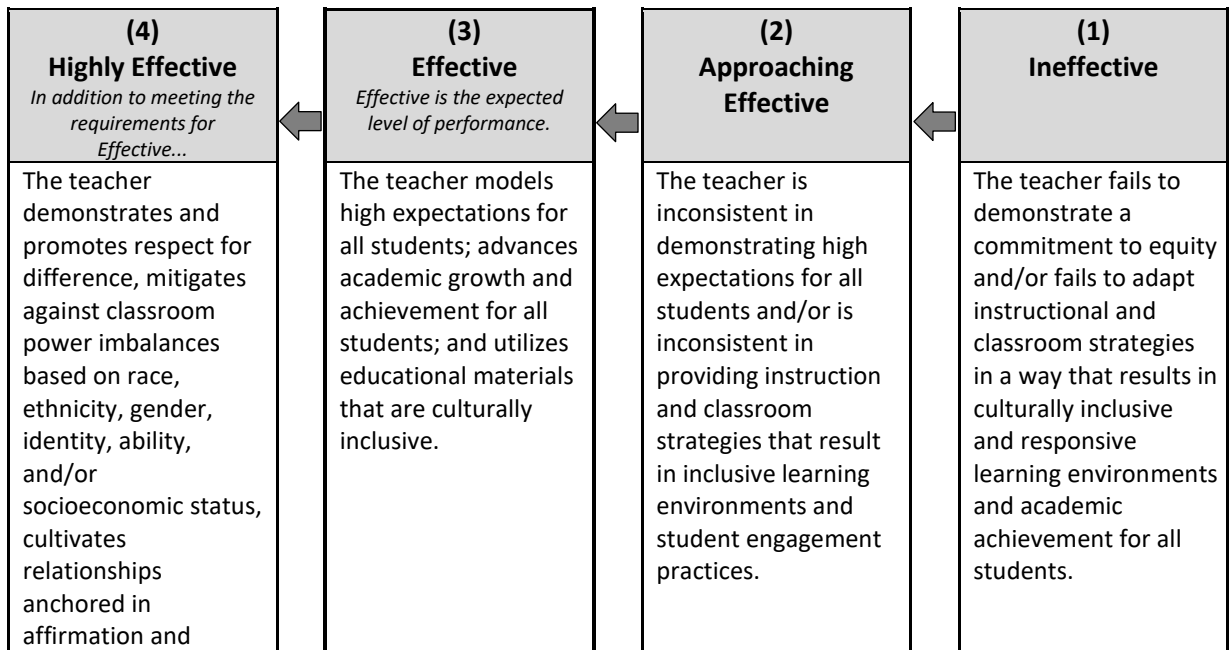 (4)
Highly Effective
In addition to meeting the
requirements for
Effective...
The teacher
demonstrates and
promotes respect for
difference, mitigates
against classroom
power imbalances
based on race,
ethnicity, gender,
identity, ability,
and/or
socioeconomic status,
cultivates
relationships
anchored in
affirmation and
(3)
Effective
Effective is the expected
level of performance.
The teacher models
high expectations for
all students; advances
academic growth and
achievement for all
students; and utilizes
educational materials
that are culturally
inclusive.
(2)
Approaching
Effective
The teacher is
inconsistent in
demonstrating high
expectations for all
students and/or is
inconsistent in
providing instruction
and classroom
strategies that result
in inclusive learning
environments and
student engagement
practices.
(1)
Ineffective
The teacher fails to
demonstrate a
commitment to equity
and/or fails to adapt
instructional and
classroom strategies
in a way that results in
culturally inclusive
and responsive
learning environments
and academic
achievement for all
students.